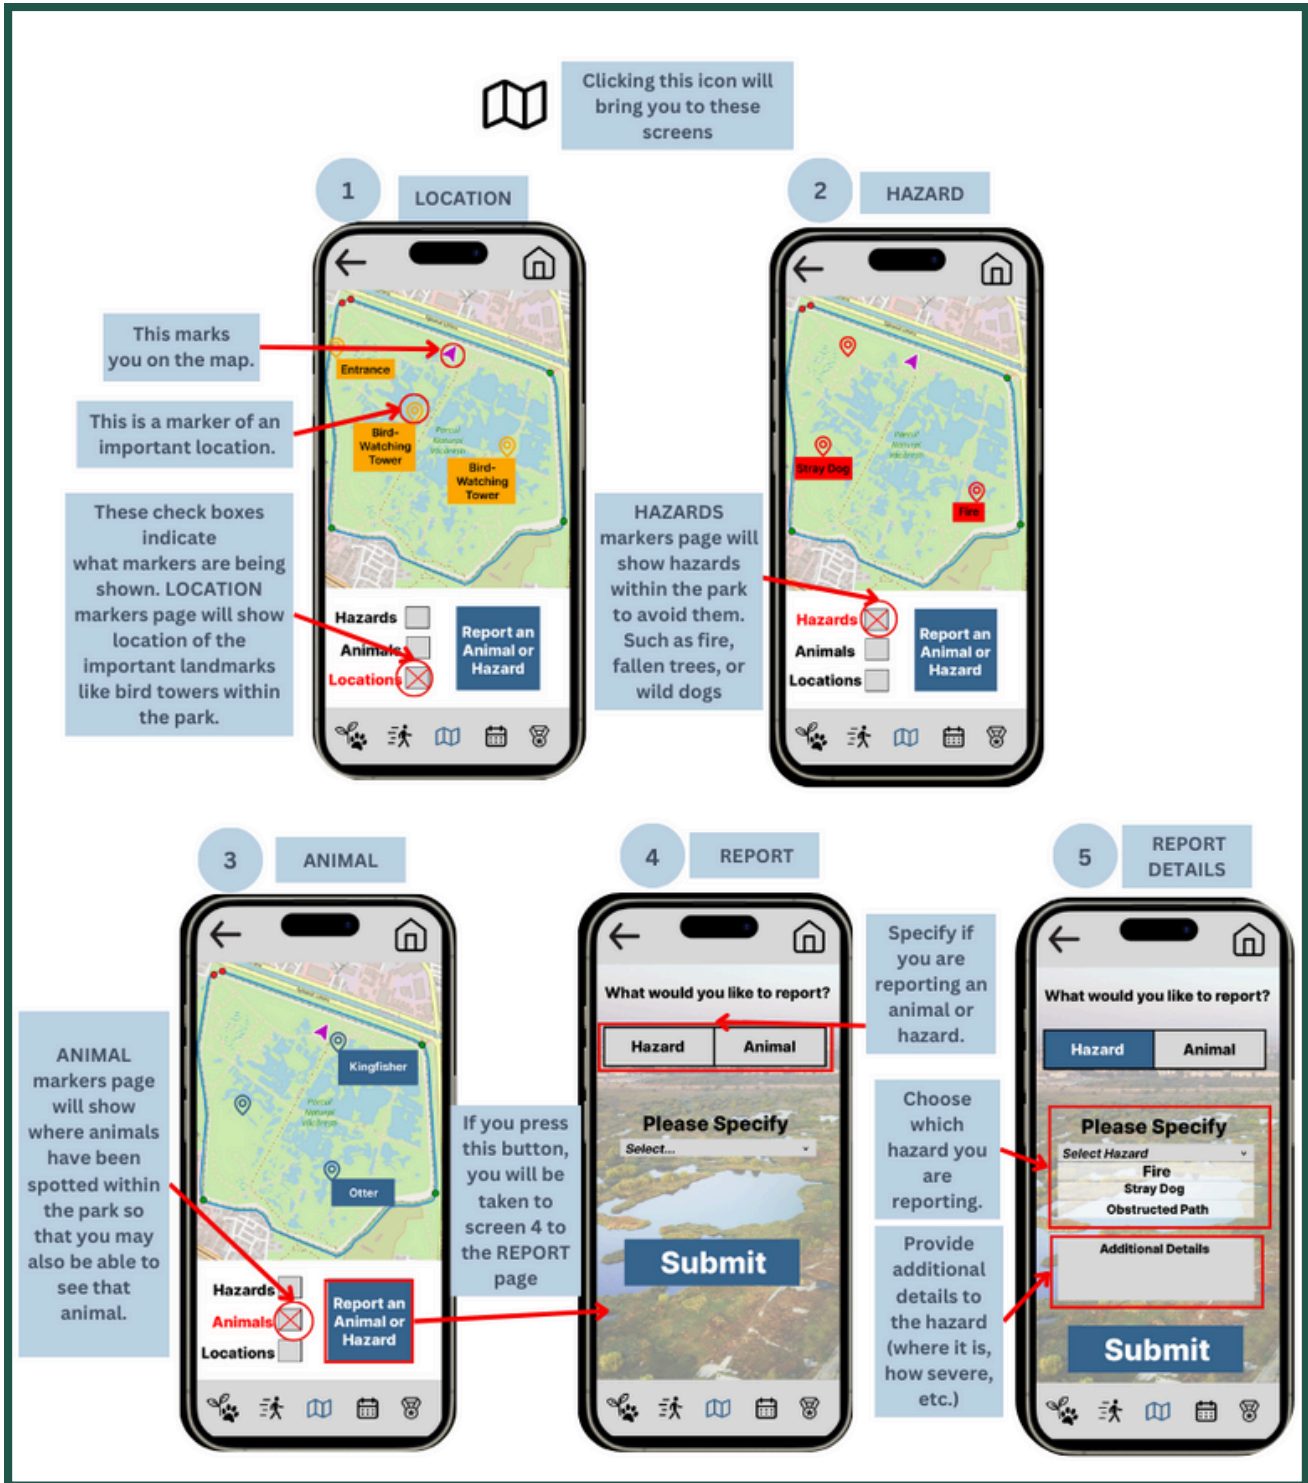 Clicking this icon will
bring you to these
screens
1
LOCATION
2
HAZARD
This marks
you on the map.
This is a marker of an
important location.
These check boxes
indicate
what markers are being
shown. LOCATION
markers page will show
location of the
important landmarks
like bird towers within
the park.
Entrance
Bird-
Watching
Tower
Bird-
Watching
Tower
Parcul
Natural
Văcărești
Hazards
Animals
Locations
Report an
Animal or
Hazard
HAZARDS
markers page will
show hazards
within the park
to avoid them.
Such as fire,
fallen trees, or
wild dogs
Stray Dog
Fire
Parcul
Natural
Văcărești
Hazards
Animals
Locations
Report an
Animal or
Hazard
3
ANIMAL
4
REPORT
5
REPORT
DETAILS
ANIMAL
markers page
will show
where animals
have been
spotted within
the park so
that you may
also be able to
see that
animal.
Kingfisher
Parcul
Natural
Văcărești
Otter
Hazards
Animals
Locations
Report an
Animal or
Hazard
If you press
this button,
you will be
taken to
screen 4 to
the REPORT
page
What would you like to report?
Hazard Animal
Please Specify
Select...
Submit
Specify if
you are
reporting an
animal or
hazard.
Choose
which
hazard you
are
reporting.
Provide
additional
details to
the hazard
(where it is,
how severe,
etc.)
What would you like to report?
Hazard Animal
Please Specify
Select Hazard
Fire
Stray Dog
Obstructed Path
Additional Details
Submit